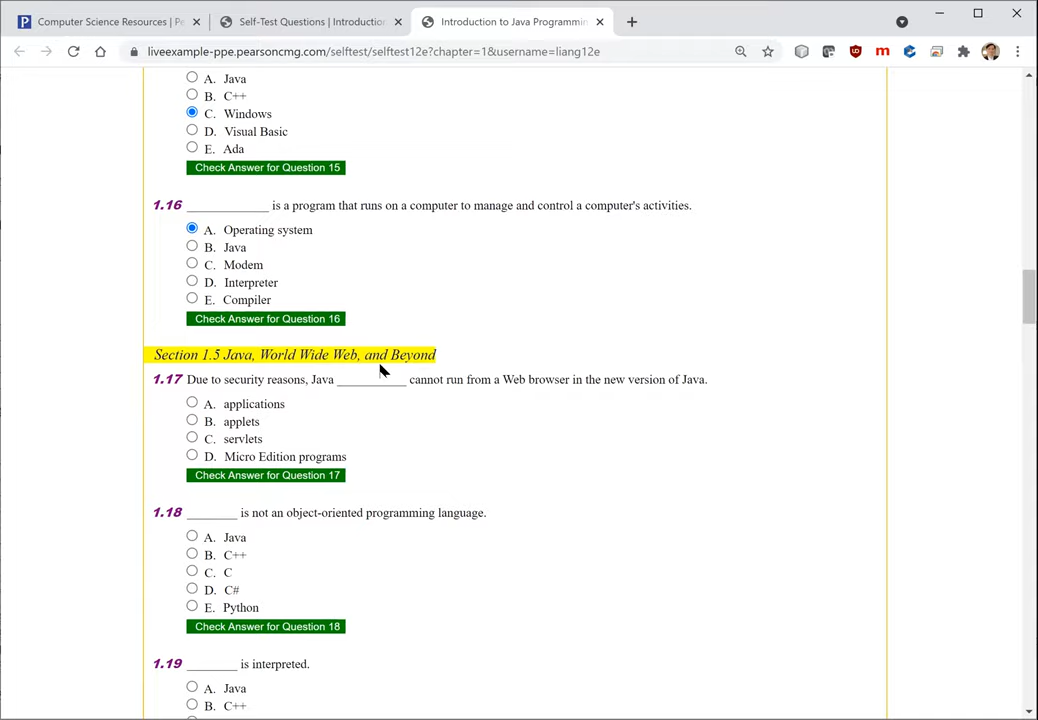 Computer Science Resources | Pe
Self-Test Questions | Introduction
Introduction to Java Programmin
liveexample-ppe.pearsoncmg.com/selftest/selftest12e?chapter=1&username=liang12e
A. Java
B. C++
C. Windows
D. Visual Basic
E. Ada
Check Answer for Question 15
1.16 _____________ is a program that runs on a computer to manage and control a computer's activities.
A. Operating system
B. Java
C. Modem
D. Interpreter
E. Compiler
Check Answer for Question 16
Section 1.5 Java, World Wide Web, and Beyond
1.17 Due to security reasons, Java ___________ cannot run from a Web browser in the new version of Java.
A. applications
B. applets
C. servlets
D. Micro Edition programs
Check Answer for Question 17
1.18 ________ is not an object-oriented programming language.
A. Java
B. C++
C. C
D. C#
E. Python
Check Answer for Question 18
1.19 ________ is interpreted.
A. Java
B. C++